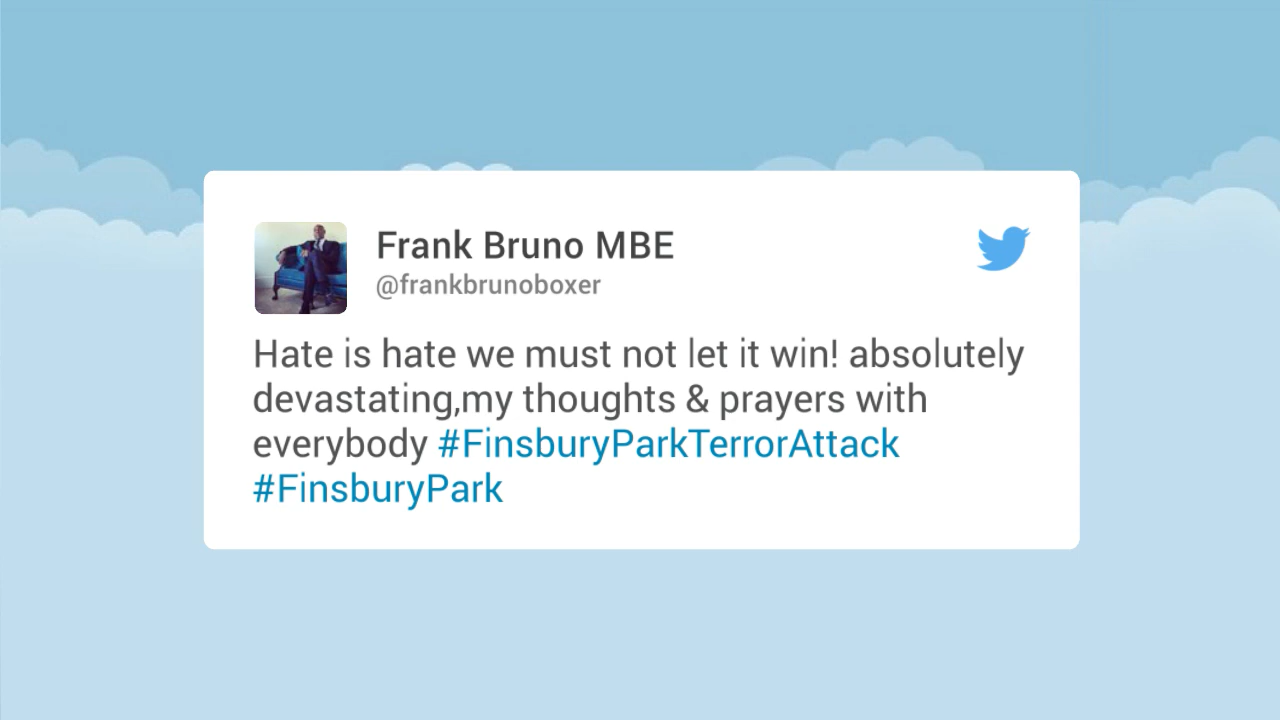 Frank Bruno MBE
@frankbrunoboxer
Hate is hate we must not let it win! absolutely
devastating,my thoughts & prayers with
everybody #FinsburyParkTerrorAttack
#FinsburyPark